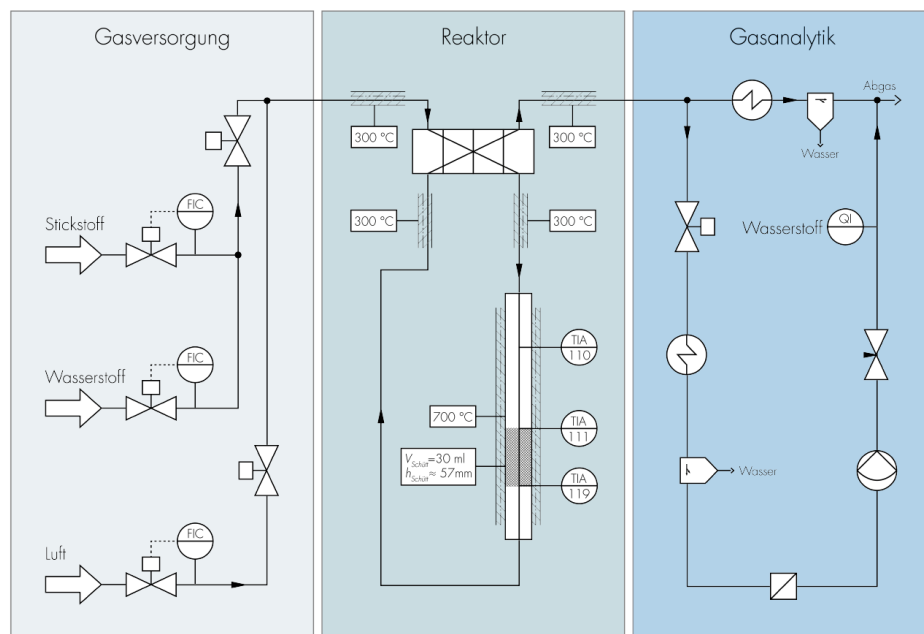 Gasversorgung
Stickstoff
FIC
Wasserstoff
FIC
Luft
FIC
Reaktor
300 °C
300 °C
300 °C
300 °C
TIA
110
700 °C
TIA
111
V_Schütt=30 ml
h_Schütt≈ 57mm
TIA
119
Gasanalytik
Abgas
Wasser
Wasserstoff
QI
Wasser